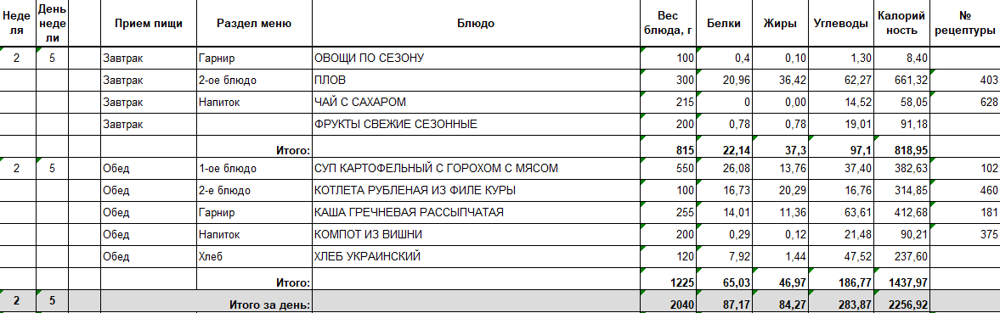 Неде
ля День
неде
ли Прием пищи Раздел меню Блюдо Вес
блюда, г Белки Жиры Углеводы Калорий
ность №
рецептуры
2 5 Завтрак Гарнир ОВОЩИ ПО СЕЗОНУ 100 0,4 0,10 1,30 8,40
Завтрак 2-ое блюдо ПЛОВ 300 20,96 36,42 62,27 661,32 403
Завтрак Напиток ЧАЙ С САХАРОМ 215 0 0,00 14,52 58,05 628
Завтрак ФРУКТЫ СВЕЖИЕ СЕЗОННЫЕ 200 0,78 0,78 19,01 91,18
Итого: 815 22,14 37,3 97,1 818,95
2 5 Обед 1-ое блюдо СУП КАРТОФЕЛЬНЫЙ С ГОРОХОМ С МЯСОМ 550 26,08 13,76 37,40 382,63 102
Обед 2-е блюдо КОТЛЕТА РУБЛЕНАЯ ИЗ ФИЛЕ КУРЫ 100 16,73 20,29 16,76 314,85 460
Обед Гарнир КАША ГРЕЧНЕВАЯ РАССЫПЧАТАЯ 255 14,01 11,36 63,61 412,68 181
Обед Напиток КОМПОТ ИЗ ВИШНИ 200 0,29 0,12 21,48 90,21 375
Обед Хлеб ХЛЕБ УКРАИНСКИЙ 120 7,92 1,44 47,52 237,60
Итого: 1225 65,03 46,97 186,77 1437,97
2 5 Итого за день: 2040 87,17 84,27 283,87 2256,92